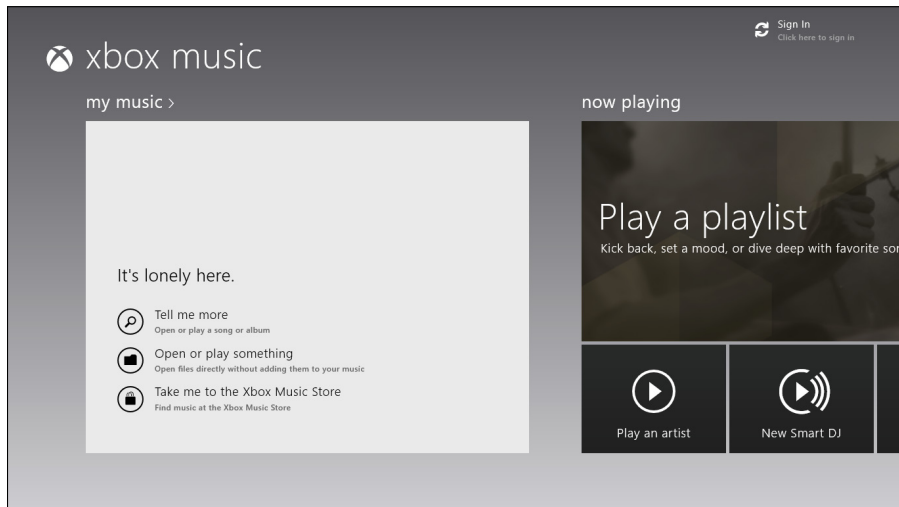 Sign In
Click here to sign in
xbox music
my music >
now playing
Play a playlist
Kick back, set a mood, or dive deep with favorite
It's lonely here.
Tell me more
Open or play a song or album
Open or play something
Open files directly without adding them to your music
Take me to the Xbox Music Store
Find music at the Xbox Music Store
Play an artist
New Smart DJ